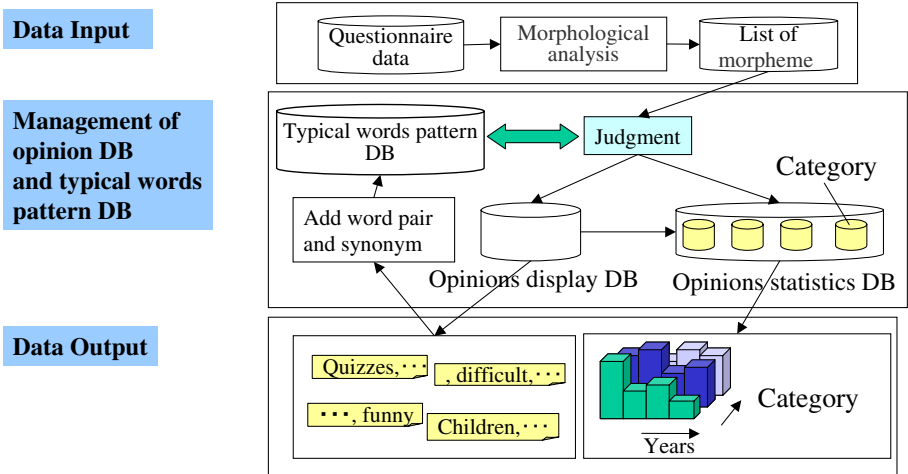 Data Input
Questionnaire
data
Morphological
analysis
List of
morpheme
Management of
opinion DB
and typical words
pattern DB
Typical words pattern
DB
Judgment
Category
Add word pair
and synonym
Opinions display DB
Opinions statistics DB
Data Output
Quizzes,･･･
, difficult,･･･
･･･, funny
Children,･･･
Category
Years